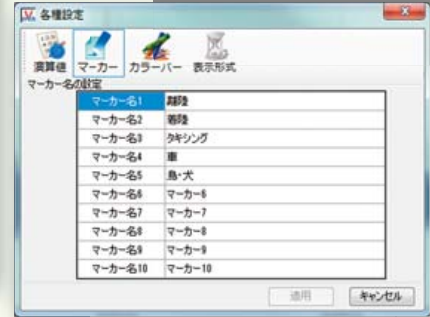 各種設定
演算値 マーカー カラーバー 表示形式
マーカー名の設定
マーカー名1 離陸
マーカー名2 着陸
マーカー名3 タキシング
マーカー名4 車
マーカー名5 鳥・犬
マーカー名6 マーカー6
マーカー名7 マーカー7
マーカー名8 マーカー8
マーカー名9 マーカー9
マーカー名10 マーカー10
適用 キャンセル